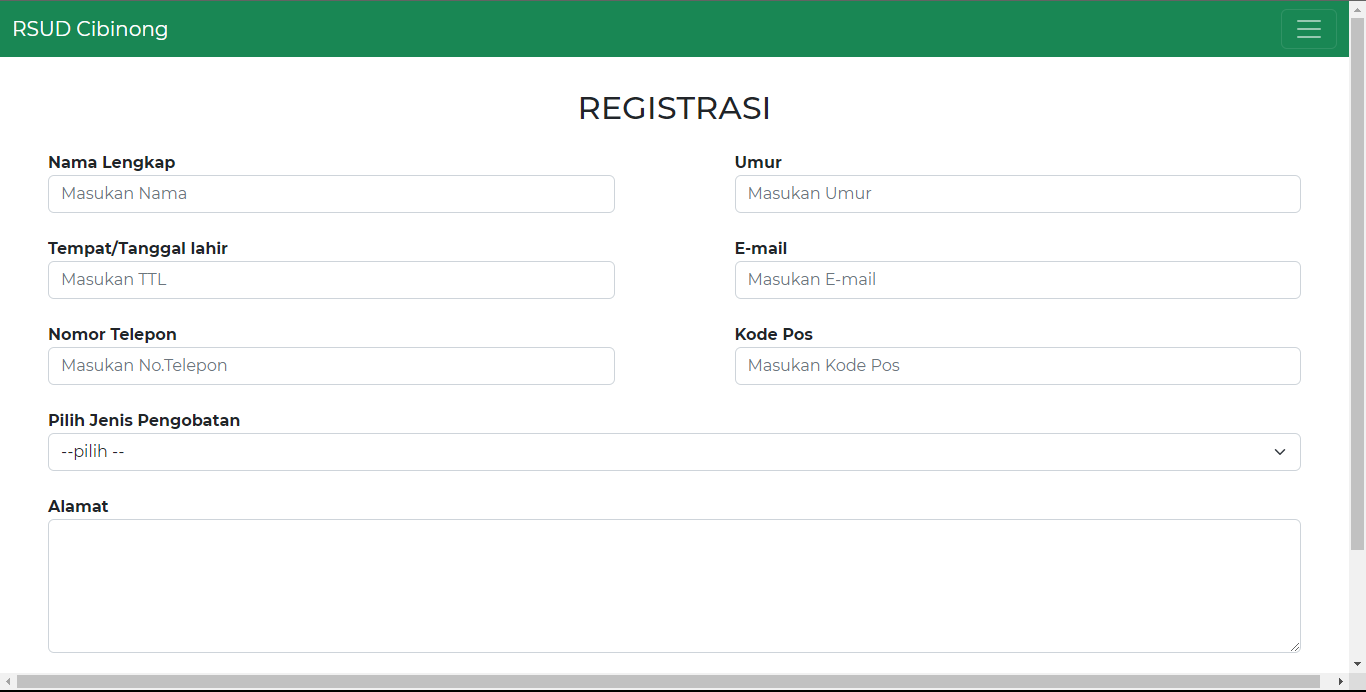 RSUD Cibinong
REGISTRASI
Nama Lengkap
Masukan Nama
Umur
Masukan Umur
Tempat/Tanggal lahir
Masukan TTL
E-mail
Masukan E-mail
Nomor Telepon
Masukan No.Telepon
Kode Pos
Masukan Kode Pos
Pilih Jenis Pengobatan
--pilih --
Alamat